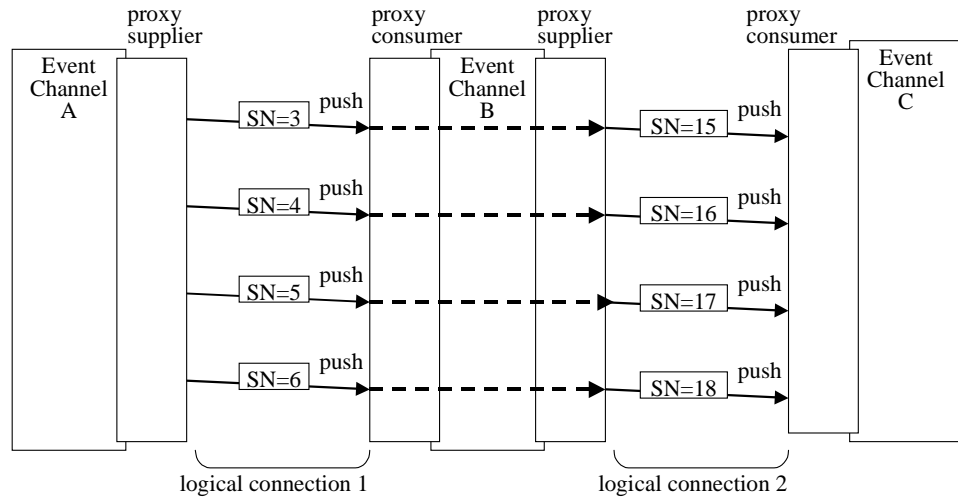 proxy
supplier
proxy
consumer
proxy
supplier
proxy
consumer
Event
Channel
A
Event
Channel
B
Event
Channel
C
SN=3
push
SN=15
push
SN=4
push
SN=16
push
SN=5
push
SN=17
push
SN=6
push
SN=18
push
logical connection 1
logical connection 2